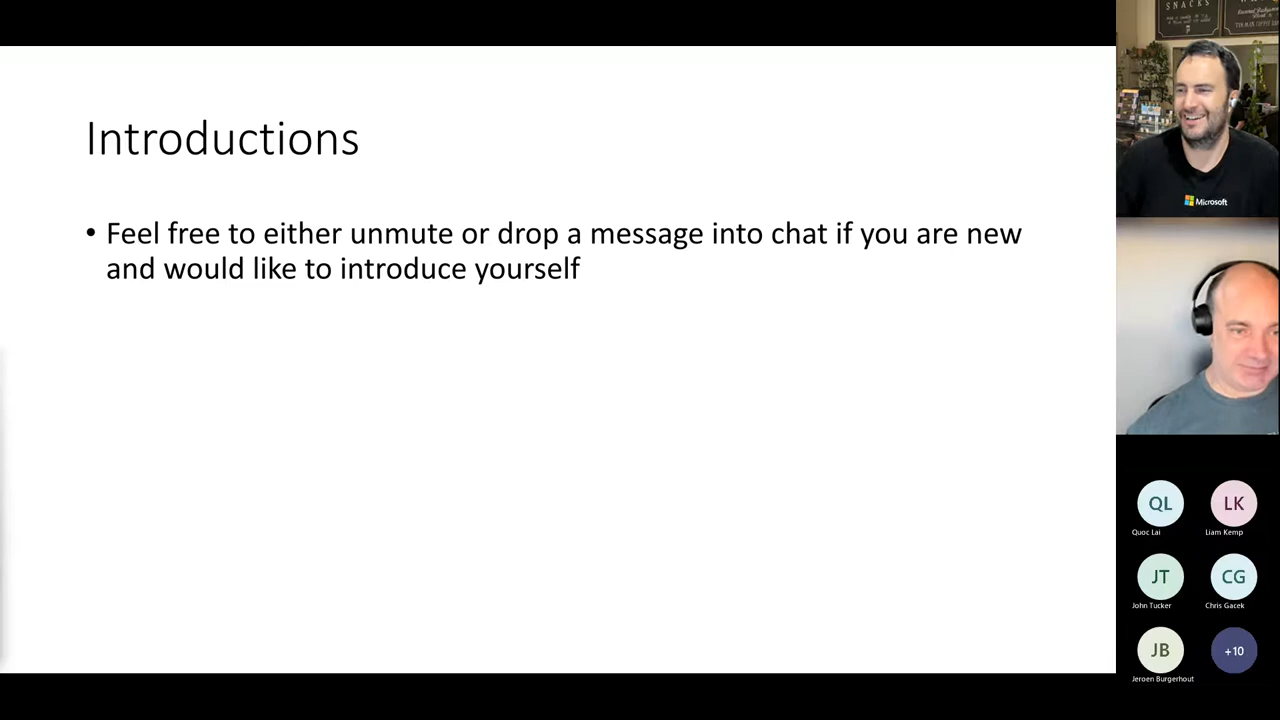 Introductions
• Feel free to either unmute or drop a message into chat if you are new
and would like to introduce yourself
SNACKS
Microsoft
QL
LK
Quoc Lai
Liam Kemp
JT
CG
John Tucker
Chris Gacek
JB
+10
Jeroen Burgerhout